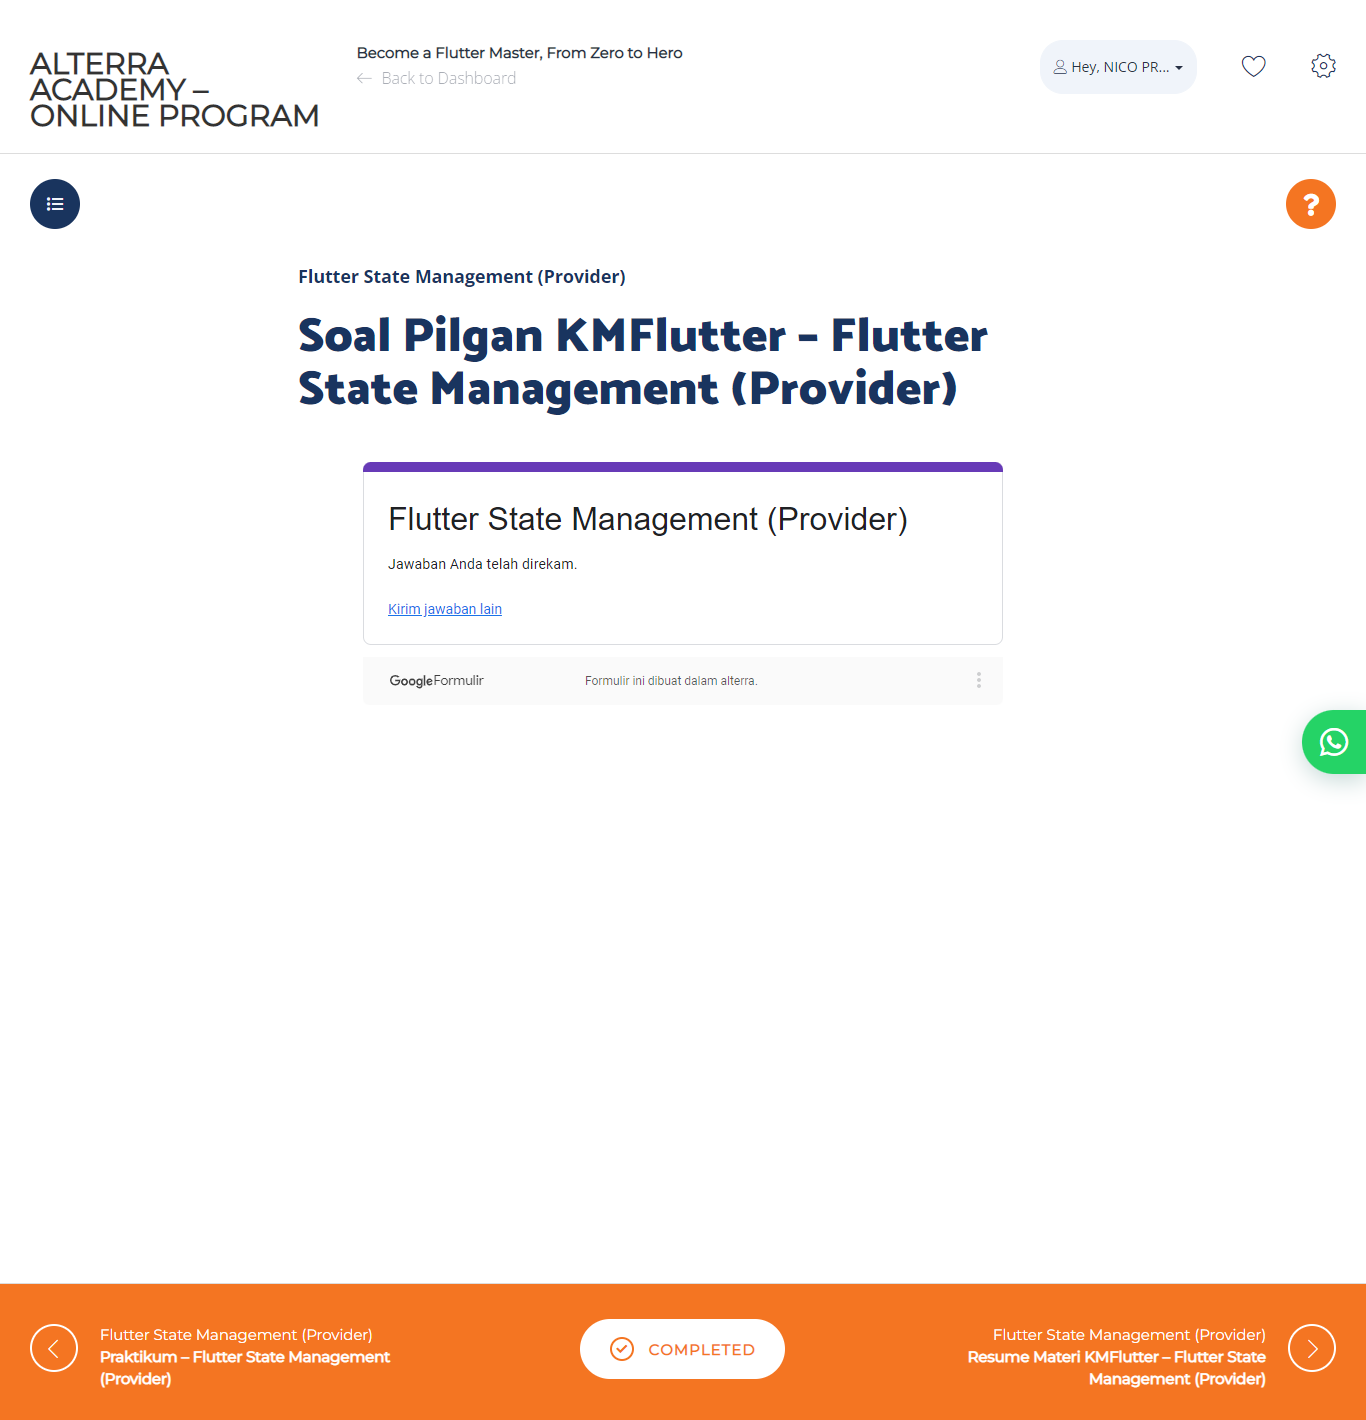 ALTERRA
ACADEMY –
ONLINE PROGRAM
Become a Flutter Master, From Zero to Hero
Back to Dashboard
Hey, NICO PR...
Flutter State Management (Provider)
Soal Pilgan KMFlutter – Flutter
State Management (Provider)
Flutter State Management (Provider)
Jawaban Anda telah direkam.
Kirim jawaban lain
Google Formulir
Formulir ini dibuat dalam alterra.
Flutter State Management (Provider)
Praktikum – Flutter State Management
(Provider)
COMPLETED
Flutter State Management (Provider)
Resume Materi KMFlutter – Flutter State
Management (Provider)